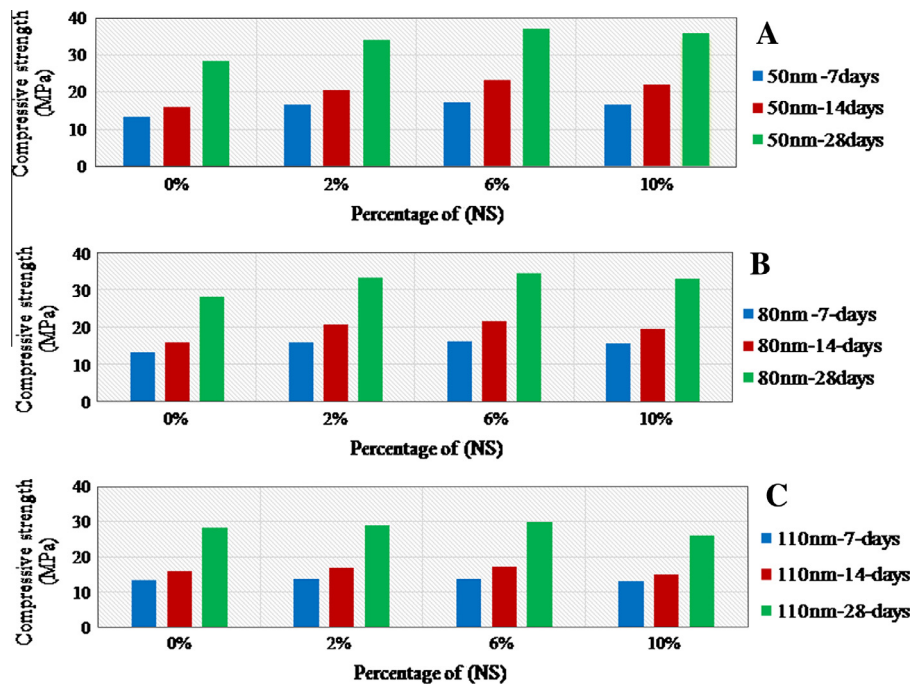 A
Compressive strength
(MPa)
40
30
20
10
0
0% 2% 6% 10%
Percentage of (NS)
50nm-7days
50nm-14days
50nm-28days
B
Compressive strength
(MPa)
40
30
20
10
0
0% 2% 6% 10%
Percentage of (NS)
80nm-7-days
80nm-14-days
80nm-28days
C
Compressive strength
(MPa)
40
30
20
10
0
0% 2% 6% 10%
Percentage of (NS)
110nm-7-days
110nm-14-days
110nm-28-days